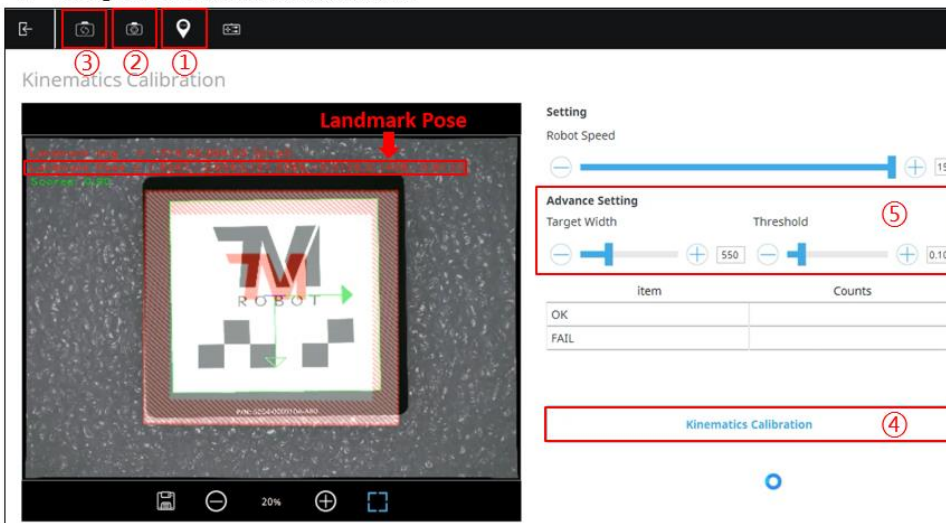 ③ ② ①
Kinematics Calibration
Landmark Pose
TM
ROBOT
20%
Setting
Robot Speed
Advance Setting
⑤
Target Width
Threshold
550
0.10
item
Counts
OK
FAIL
Kinematics Calibration
④